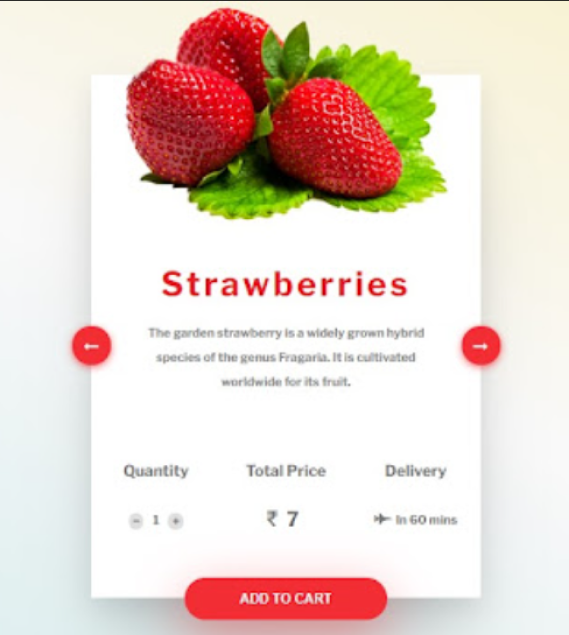 Strawberries
The garden strawberry is a widely grown hybrid
species of the genus Fragaria. It is cultivated
worldwide for its fruit.
← →
Quantity Total Price Delivery
- 1 + ₹ 7 In 60 mins
ADD TO CART